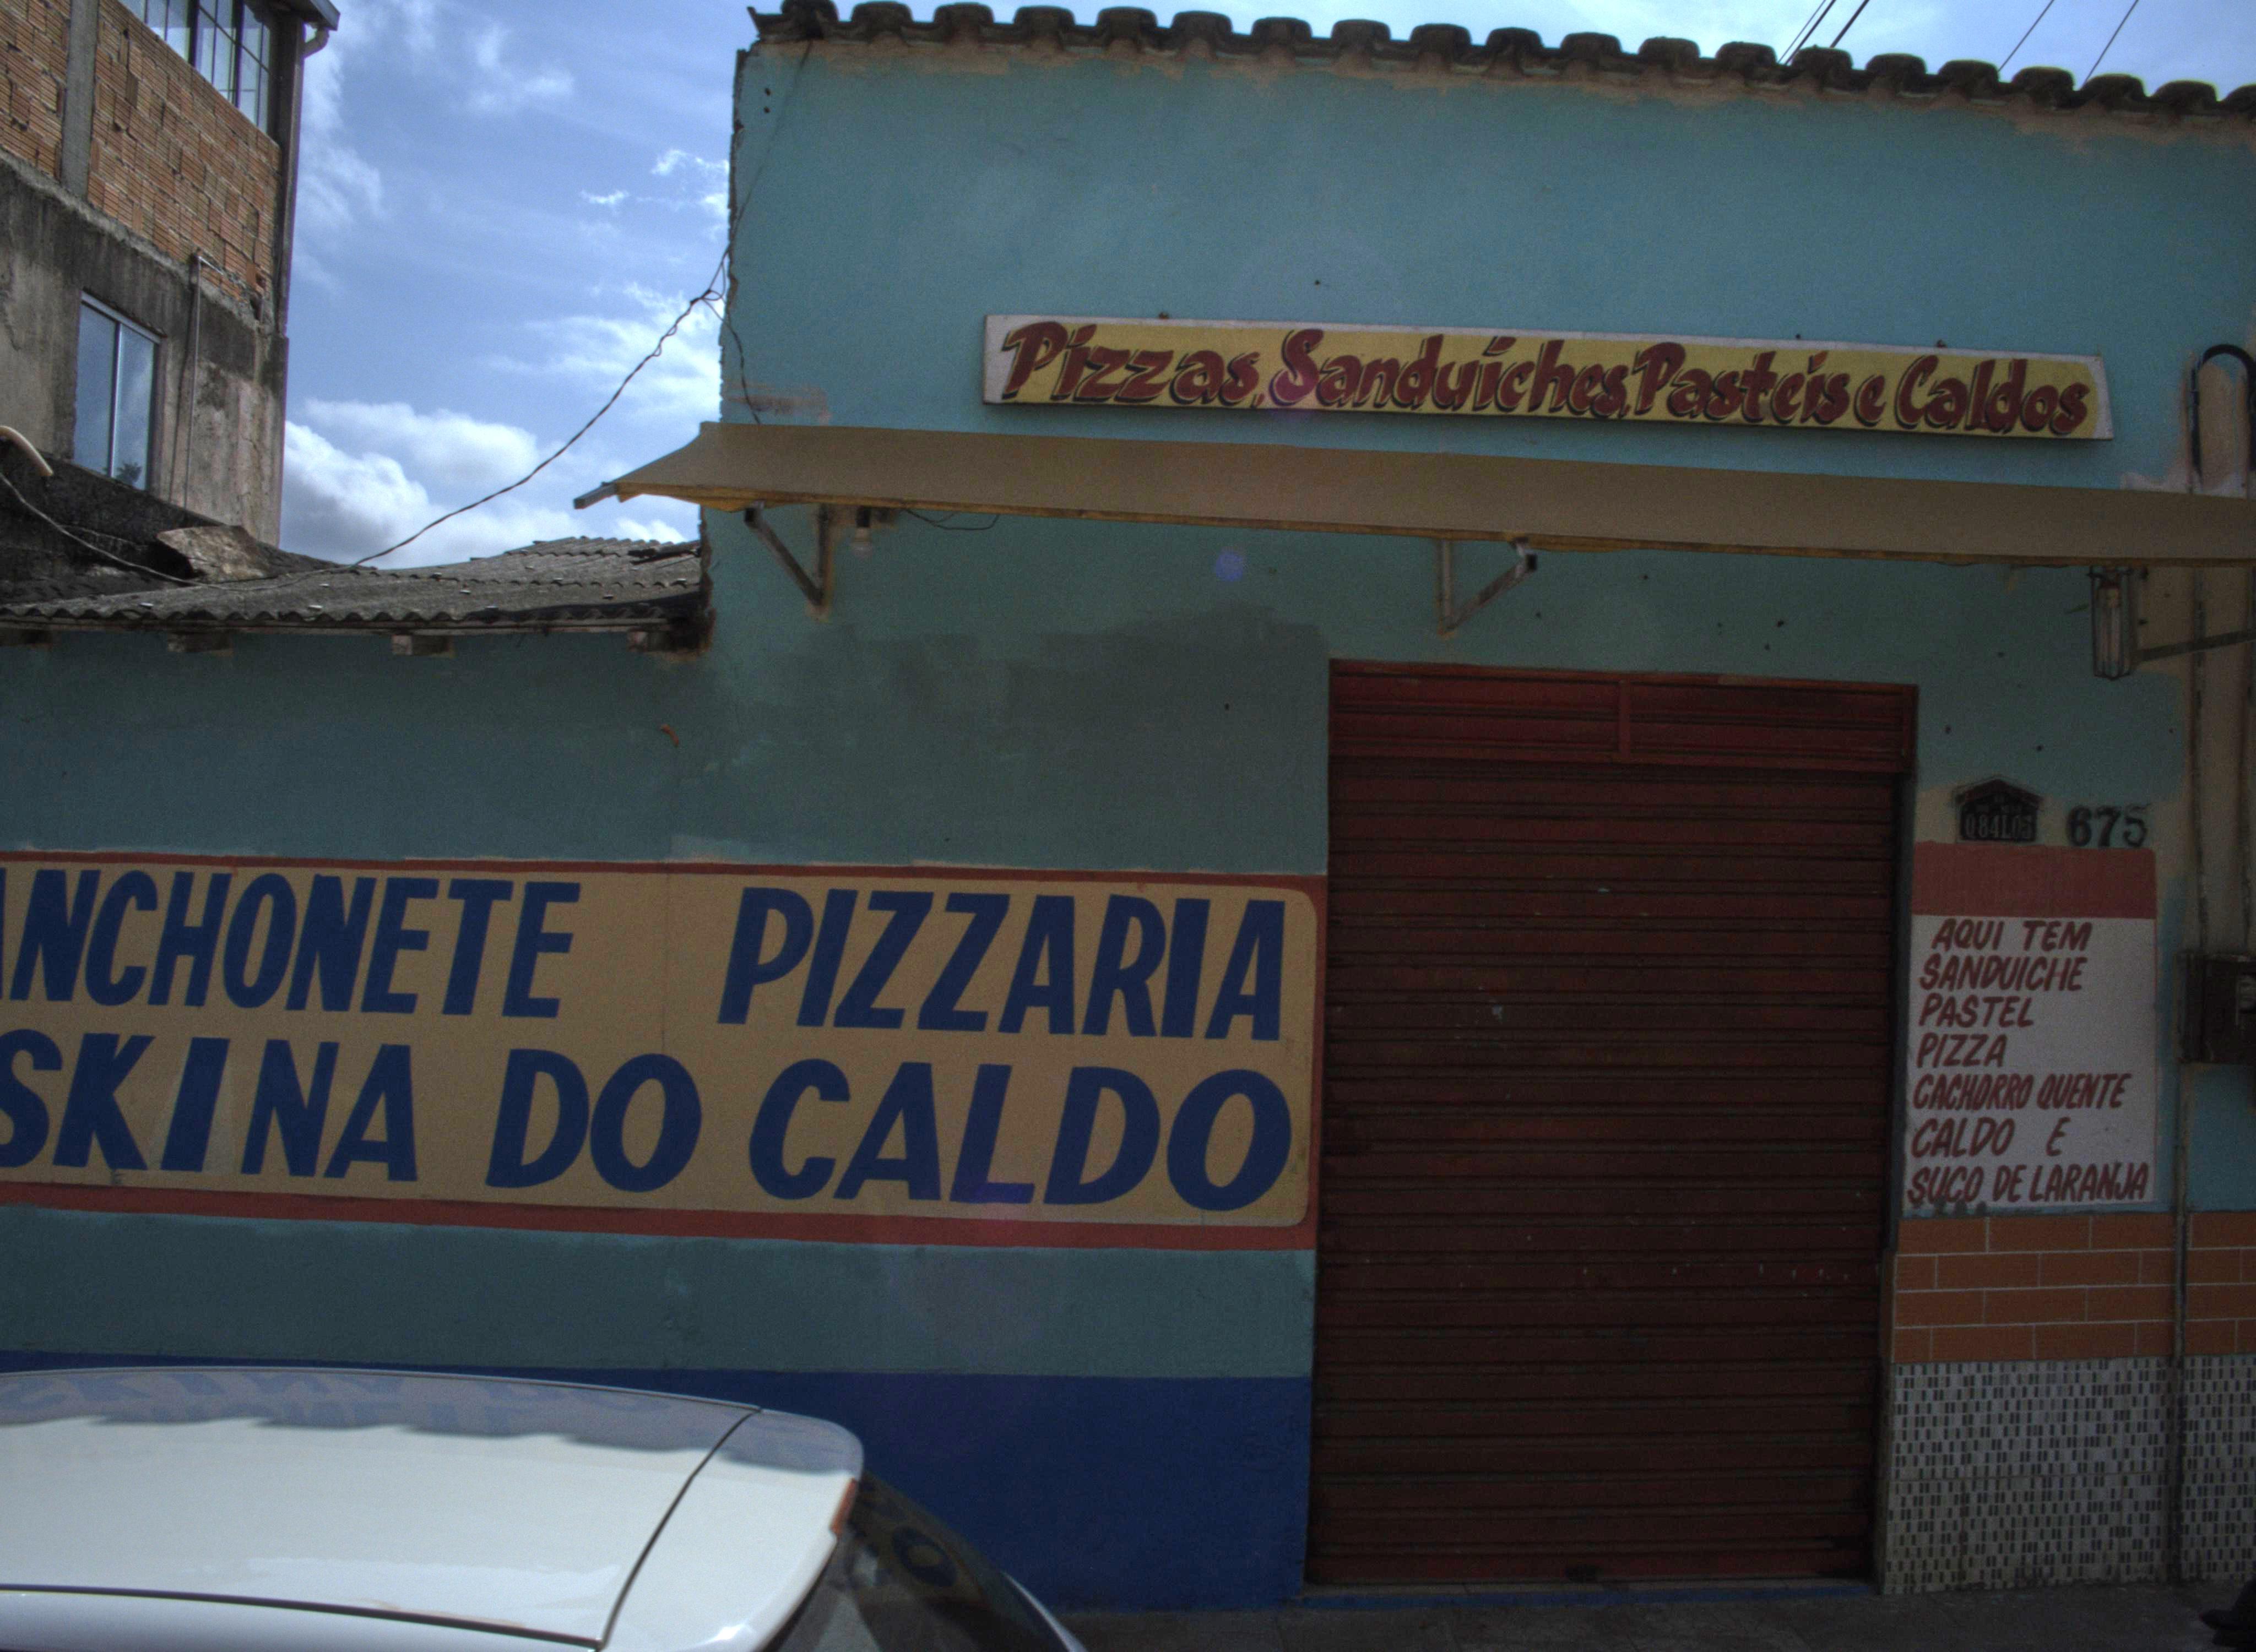 Pizzas, Sanduíches, Pasteis e Caldos
675
ANCHONETE PIZZARIA
SKINA DO CALDO
AQUI TEM
SANDUICHE
PASTEL
PIZZA
CACHORRO QUENTE
CALDO E
SUCO DE LARANJA